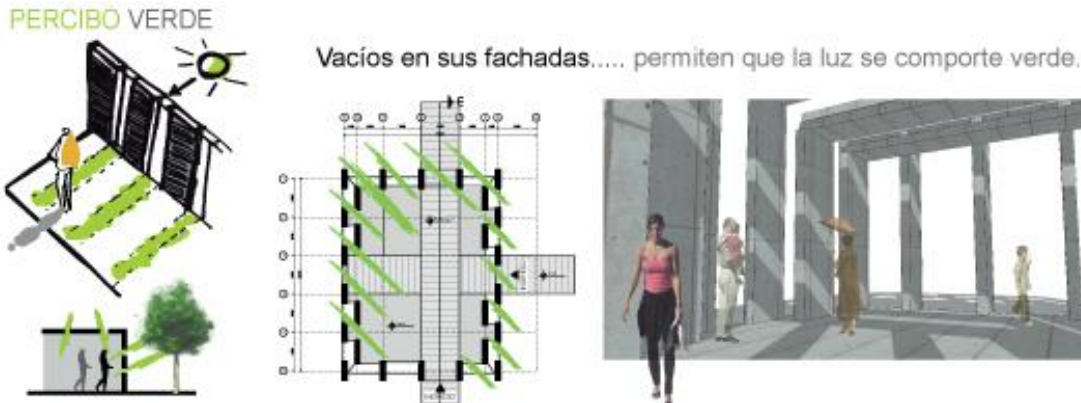 PERCIBO VERDE
Vacíos en sus fachadas..... permiten que la luz se comporte verde.
E